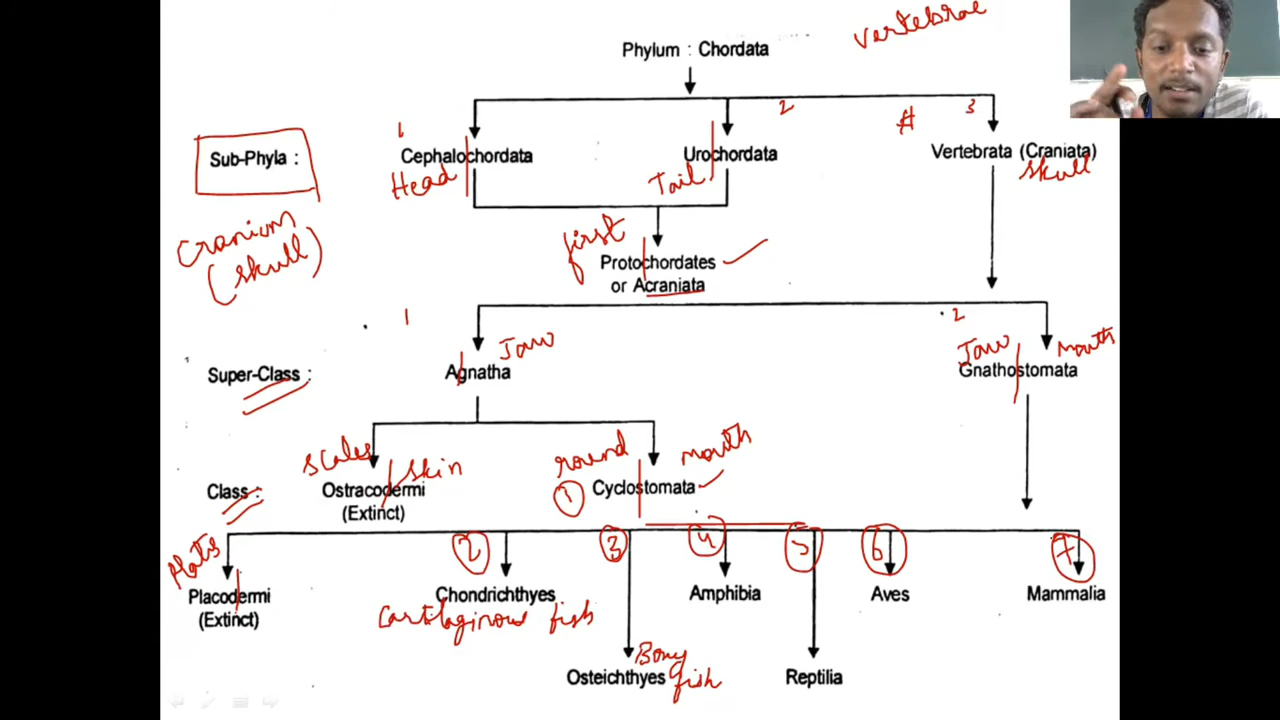 vertebrae
Phylum : Chordata
1
2
3
Sub-Phyla :
Cephalochordata
Urochordata
Vertebrata (Craniata)
Head
Tail
skull
Cranium
(skull)
first
Protochordates
or Acraniata
1
2
Jaw
Jaw
mouth
Super-Class :
Agnatha
Gnathostomata
scales
skin
round
mouth
Class :
Ostracodermi
(Extinct)
1
Cyclostomata
Plats
2
3
4
5
6
7
Placodermi
(Extinct)
Chondrichthyes
Amphibia
Aves
Mammalia
Cartilaginous fish
Bony
fish
Osteichthyes
Reptilia